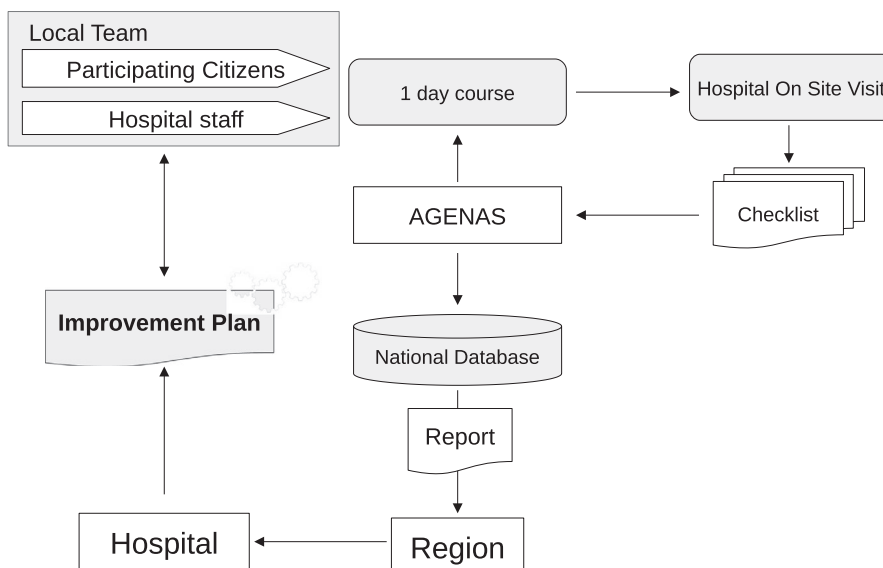 Local Team
Participating Citizens
Hospital staff
1 day course
Hospital On Site Visit
AGENAS
Checklist
Improvement Plan
National Database
Report
Hospital
Region